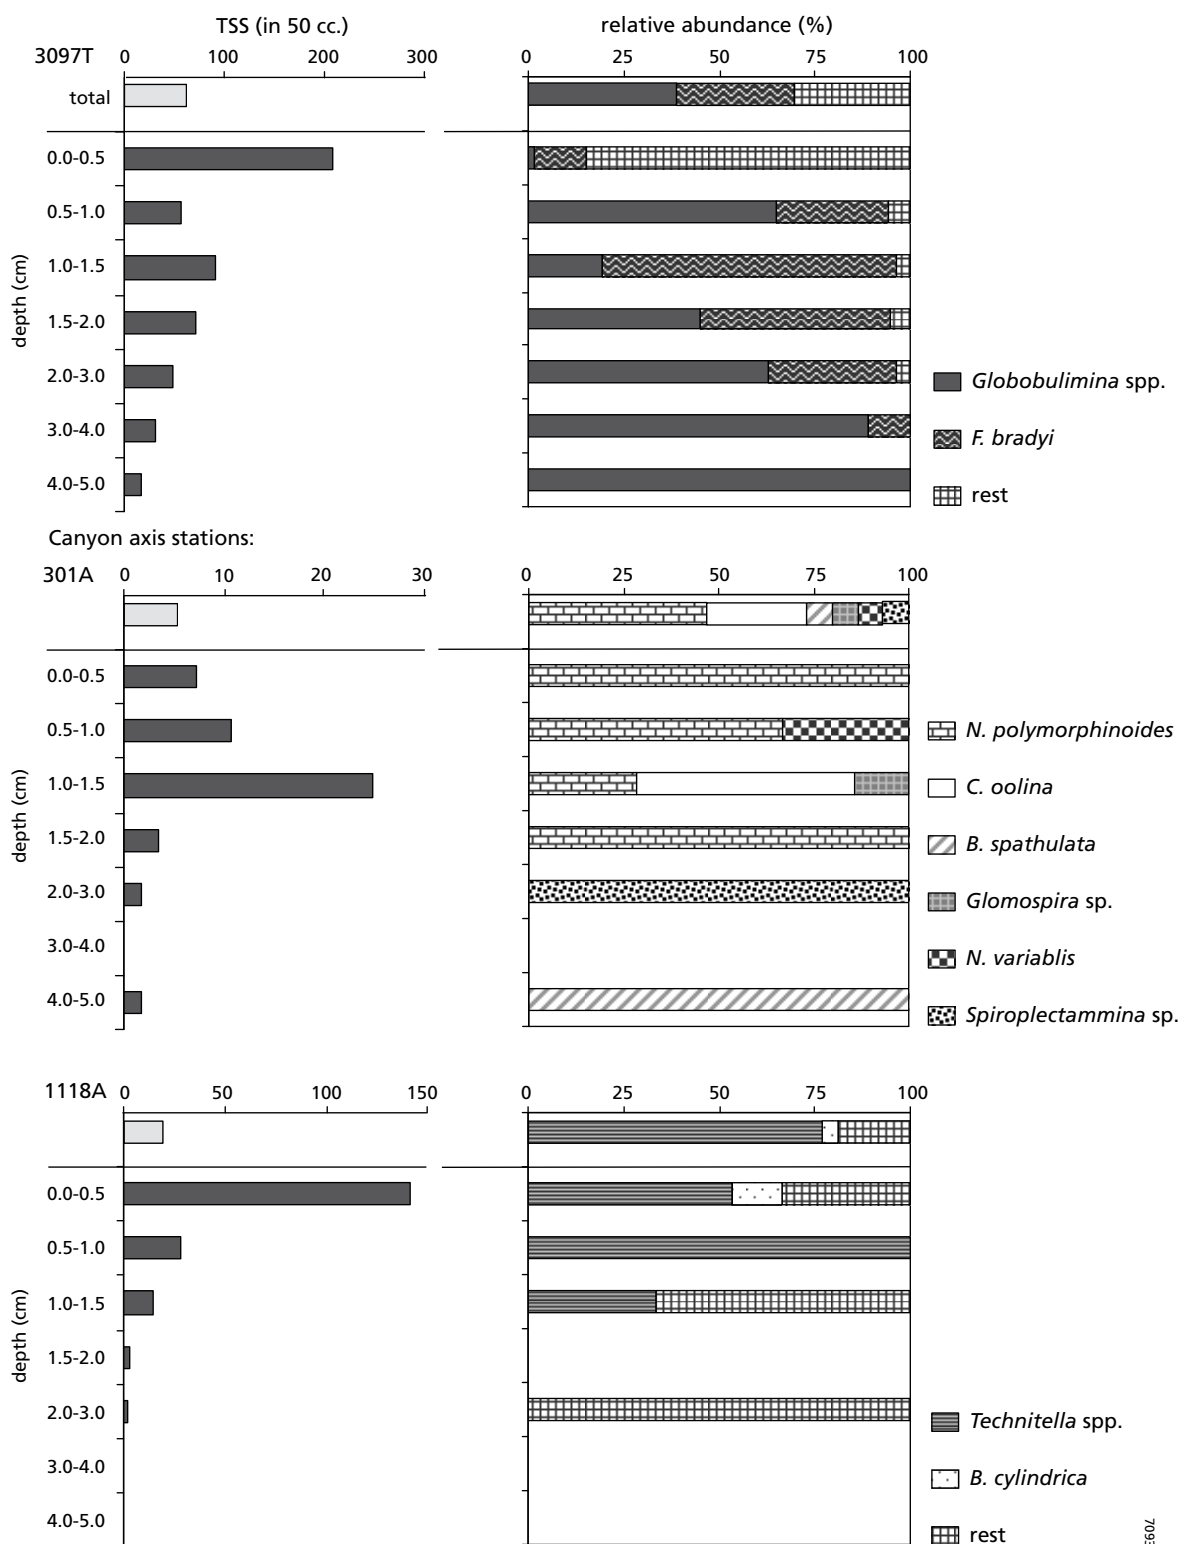 TSS (in 50 cc.) relative abundance (%)
3097T 0 100 200 300 0 25 50 75 100
total
0.0-0.5
0.5-1.0
1.0-1.5
1.5-2.0
2.0-3.0
3.0-4.0
4.0-5.0
depth (cm)
Globobulimina spp.
F. bradyi
rest
Canyon axis stations:
301A 0 10 20 30 0 25 50 75 100
0.0-0.5
0.5-1.0
1.0-1.5
1.5-2.0
2.0-3.0
3.0-4.0
4.0-5.0
depth (cm)
N. polymorphinoides
C. oolina
B. spathulata
Glomospira sp.
N. variablis
Spiroplectammina sp.
1118A 0 50 100 150 0 25 50 75 100
0.0-0.5
0.5-1.0
1.0-1.5
1.5-2.0
2.0-3.0
3.0-4.0
4.0-5.0
depth (cm)
Technitella spp.
B. cylindrica
rest